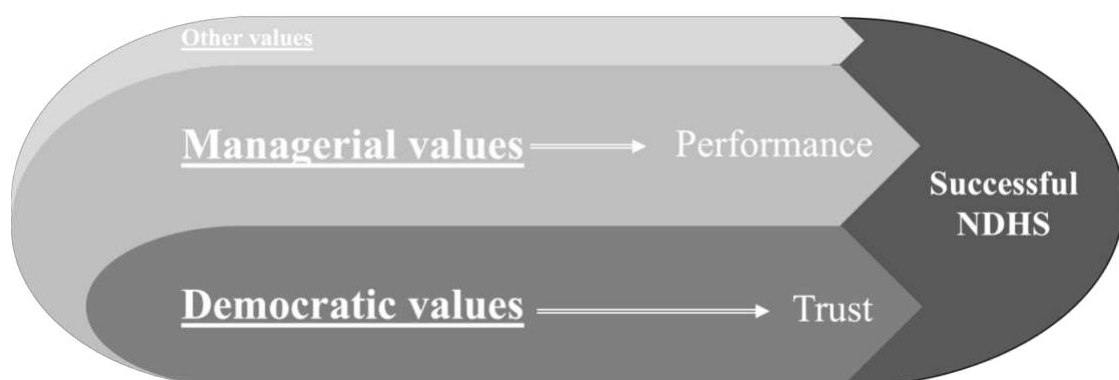 Other values
Managerial values
Performance
Democratic values
Trust
Successful
NDHS